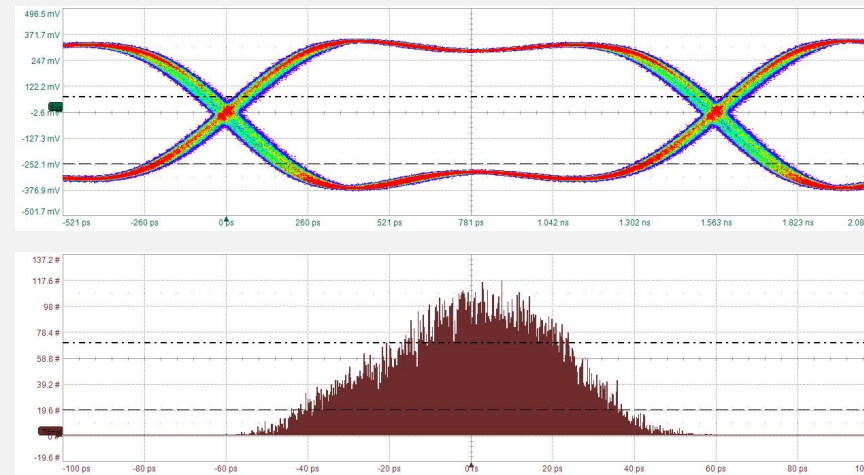 496.5 mV
371.7 mV
247 mV
122.2 mV
-2.6 mV
-127.3 mV
-252.1 mV
-376.9 mV
-501.7 mV
-521 ps -260 ps 0 ps 260 ps 521 ps 781 ps 1.042 ns 1.302 ns 1.563 ns 1.823 ns 2.08
137.2 #
117.6 #
98 #
78.4 #
58.8 #
39.2 #
19.6 #
0 #
-19.6 #
-100 ps -80 ps -60 ps -40 ps -20 ps 0 s 20 ps 40 ps 60 ps 80 ps 10